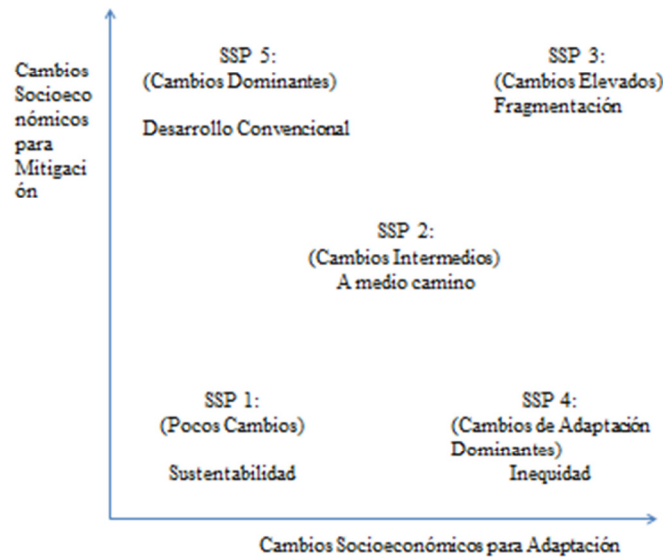 Cambios
Socioeco
nómicos
para
Mitigaci
ón
SSP 5:
(Cambios Dominantes)
Desarrollo Convencional
SSP 3:
(Cambios Elevados)
Fragmentación
SSP 2:
(Cambios Intermedios)
A medio camino
SSP 1:
(Pocos Cambios)
Sustentabilidad
SSP 4:
(Cambios de Adaptación
Dominantes)
Inequidad
Cambios Socioeconómicos para Adaptación